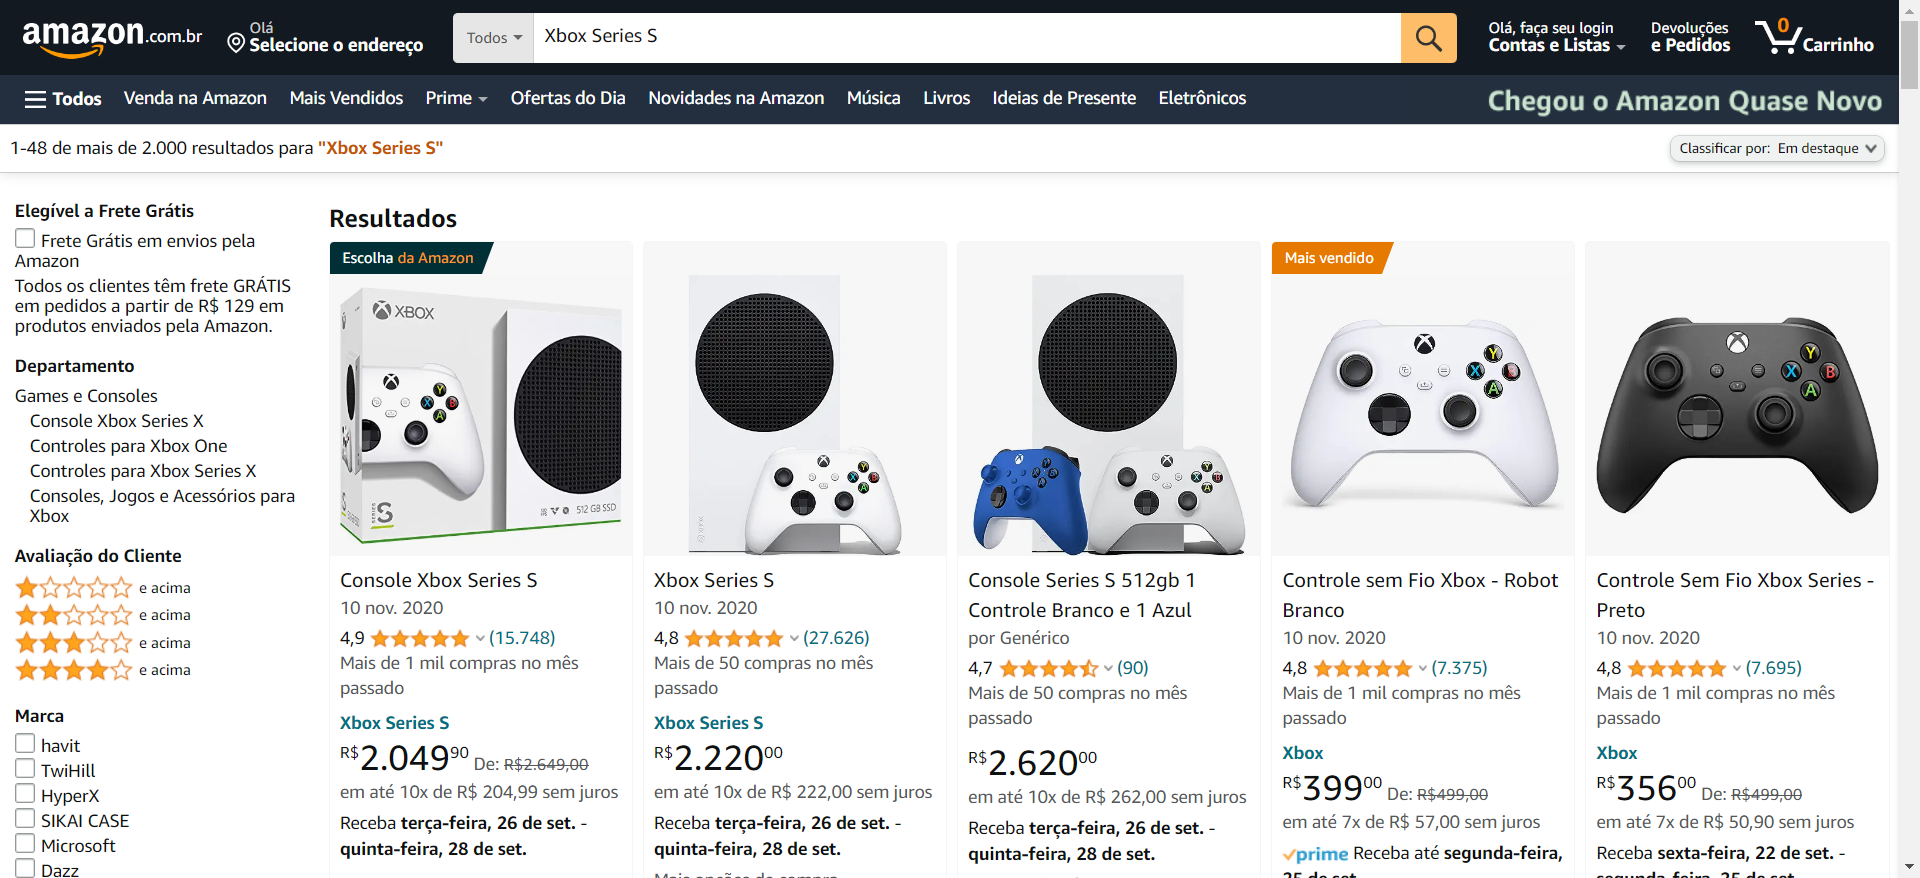 amazon.com.br
Olá
Selecione o endereço
Todos
Xbox Series S
Olá, faça seu login
Contas e Listas
Devoluções
e Pedidos
0
Carrinho
Todos
Venda na Amazon
Mais Vendidos
Prime
Ofertas do Dia
Novidades na Amazon
Música
Livros
Ideias de Presente
Eletrônicos
Chegou o Amazon Quase Novo
1-48 de mais de 2.000 resultados para "Xbox Series S"
Classificar por: Em destaque
Elegível a Frete Grátis
Frete Grátis em envios pela
Amazon
Todos os clientes têm frete GRÁTIS
em pedidos a partir de R$ 129 em
produtos enviados pela Amazon.
Departamento
Games e Consoles
Console Xbox Series X
Controles para Xbox One
Controles para Xbox Series X
Consoles, Jogos e Acessórios para
Xbox
Avaliação do Cliente
e acima
e acima
e acima
e acima
Marca
havit
TwiHill
HyperX
SIKAI CASE
Microsoft
Dazz
Resultados
Escolha da Amazon
XBOX
SERIES S
512 GB SSD
Console Xbox Series S
10 nov. 2020
4,9 (15.748)
Mais de 1 mil compras no mês
passado
Xbox Series S
R$2.04990 De: R$2.649,00
em até 10x de R$ 204,99 sem juros
Receba terça-feira, 26 de set. -
quinta-feira, 28 de set.
Xbox Series S
10 nov. 2020
4,8 (27.626)
Mais de 50 compras no mês
passado
Xbox Series S
R$2.22000
em até 10x de R$ 222,00 sem juros
Receba terça-feira, 26 de set. -
quinta-feira, 28 de set.
Mais opções de compra
Console Series S 512gb 1
Controle Branco e 1 Azul
por Genérico
4,7 (90)
Mais de 50 compras no mês
passado
R$2.62000
em até 10x de R$ 262,00 sem juros
Receba terça-feira, 26 de set. -
quinta-feira, 28 de set.
Mais vendido
Y
X
B
A
Controle sem Fio Xbox - Robot
Branco
10 nov. 2020
4,8 (7.375)
Mais de 1 mil compras no mês
passado
Xbox
R$39900 De: R$499,00
em até 7x de R$ 57,00 sem juros
prime Receba até segunda-feira,
25 de set.
Y
X
B
A
Controle Sem Fio Xbox Series -
Preto
10 nov. 2020
4,8 (7.695)
Mais de 1 mil compras no mês
passado
Xbox
R$35600 De: R$499,00
em até 7x de R$ 50,90 sem juros
Receba sexta-feira, 22 de set. -
segunda-feira, 25 de set.